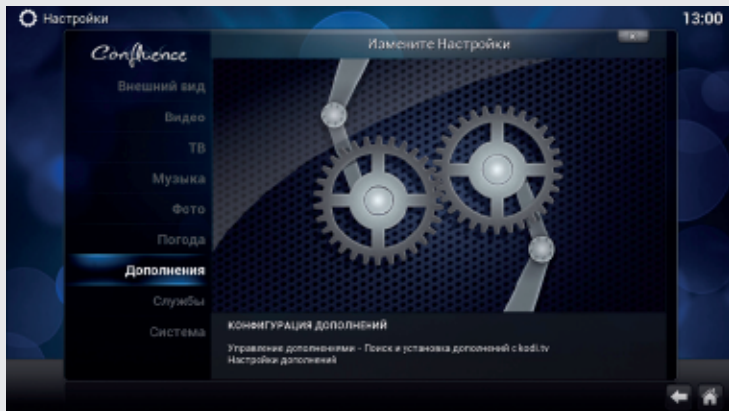 Настройки
13:00
Confluence
Измените Настройки
Внешний вид
Видео
ТВ
Музыка
Фото
Погода
Дополнения
Службы
Система
КОНФИГУРАЦИЯ ДОПОЛНЕНИЙ
Управление дополнениями - Поиск и установка дополнений с kodi.tv
Настройки дополнений